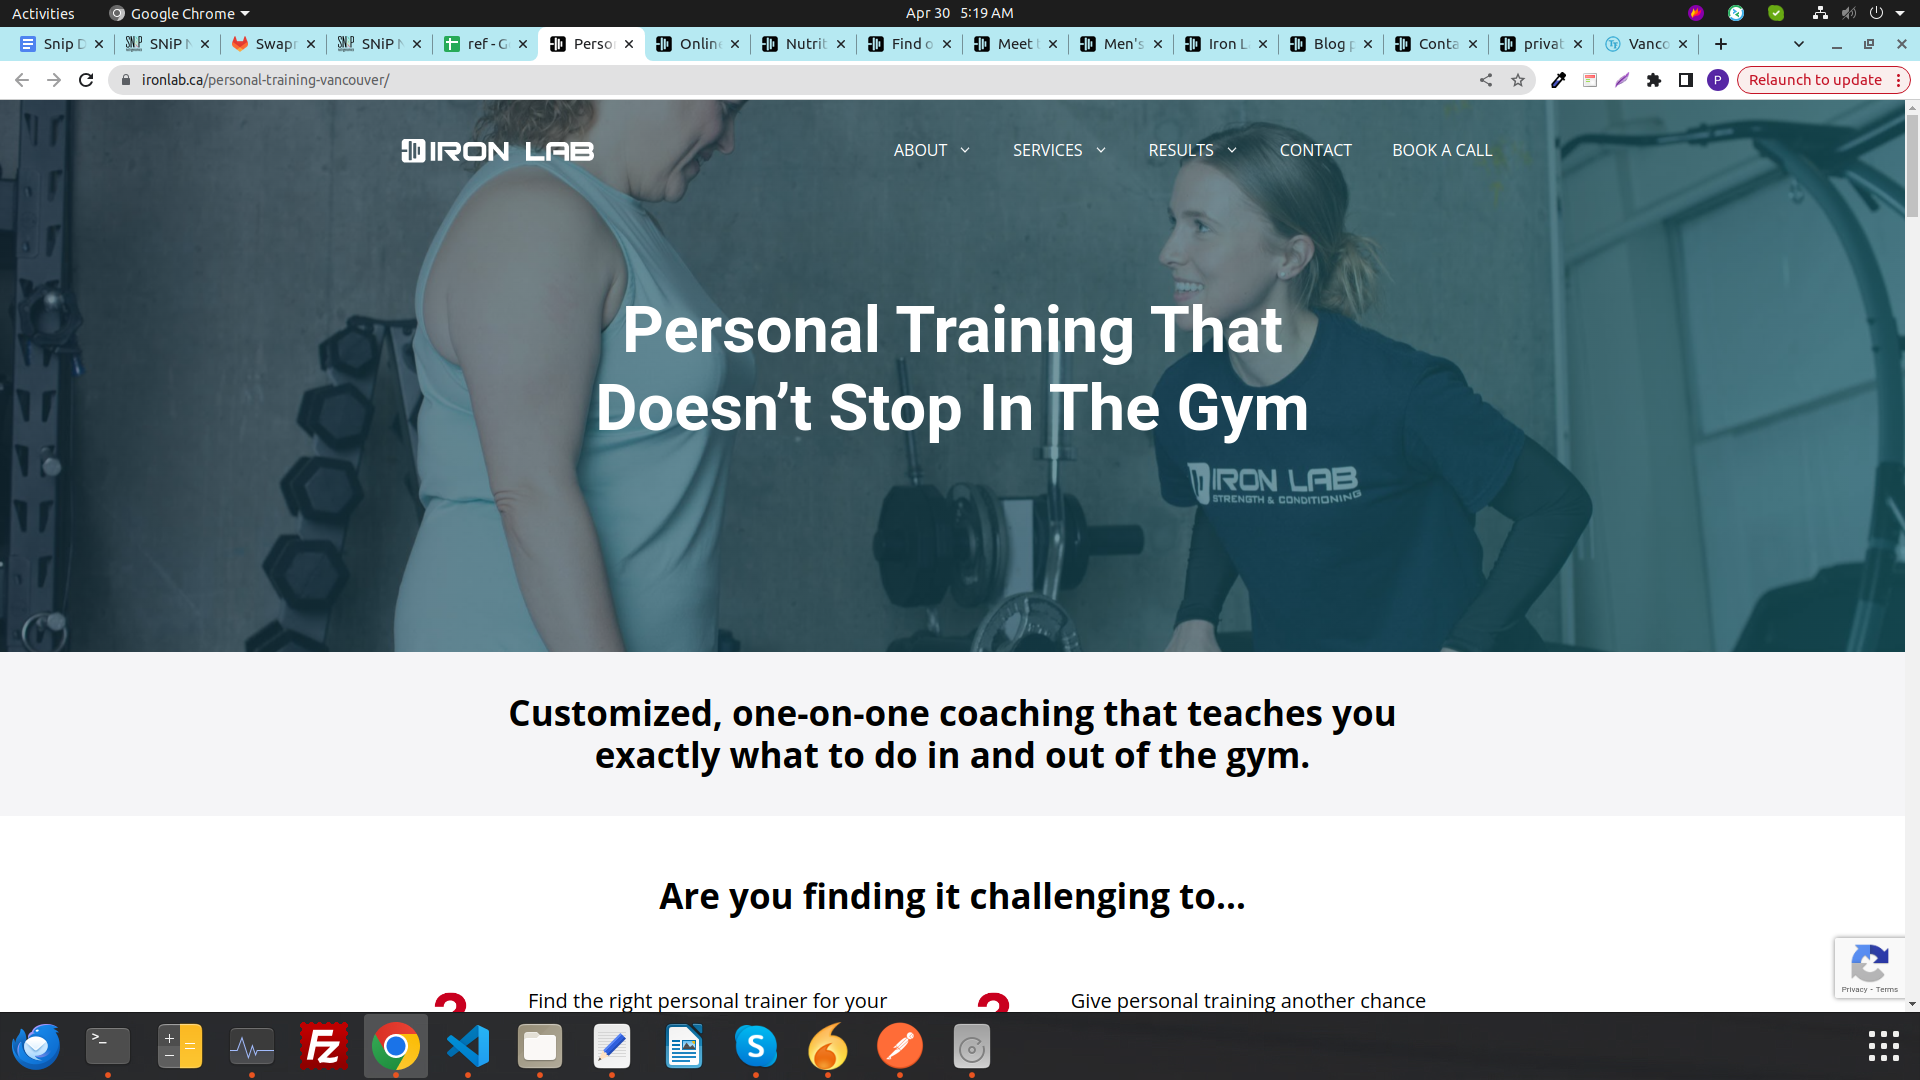 Activities
Google Chrome
Apr 30 5:19 AM
Snip D
SNiP N
Swapr
SNiP N
ref - G
Perso
Online
Nutrit
Find o
Meet
Men's
Iron L
Blog p
Conta
privat
Vanco
ironlab.ca/personal-training-vancouver/
P
Relaunch to update
IRON LAB
ABOUT
SERVICES
RESULTS
CONTACT
BOOK A CALL
Personal Training That
Doesn’t Stop In The Gym
IRON LAB
STRENGTH & CONDITIONING
Customized, one-on-one coaching that teaches you
exactly what to do in and out of the gym.
Are you finding it challenging to...
? Find the right personal trainer for your
? Give personal training another chance
Privacy - Terms